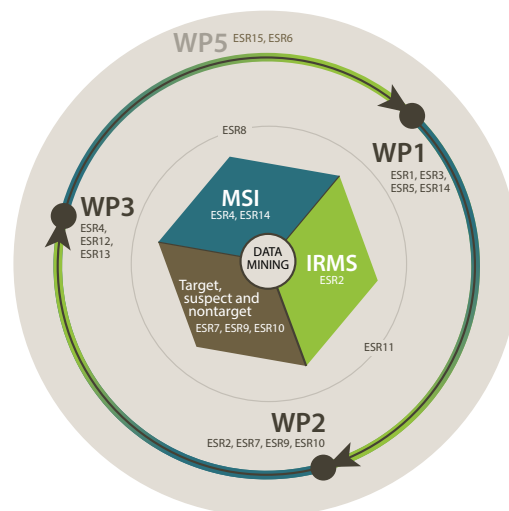 WP5 ESR15, ESR6
ESR8
WP1
ESR1, ESR3,
ESR5, ESR14
MSI
ESR4, ESR14
WP3
ESR4,
ESR12,
ESR13
DATA
MINING
IRMS
ESR2
Target,
suspect and
nontarget
ESR7, ESR9, ESR10
ESR11
WP2
ESR2, ESR7, ESR9, ESR10